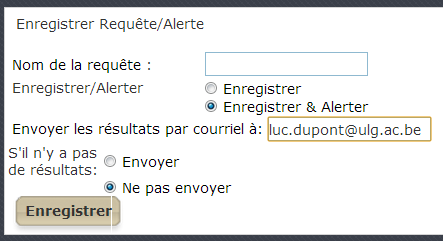 Enregistrer Requête/Alerte
Nom de la requête :
Enregistrer/Alerter
Enregistrer
Enregistrer & Alerter
Envoyer les résultats par courriel à: luc.dupont@ulg.ac.be
S'il n'y a pas
de résultats:
Envoyer
Ne pas envoyer
Enregistrer